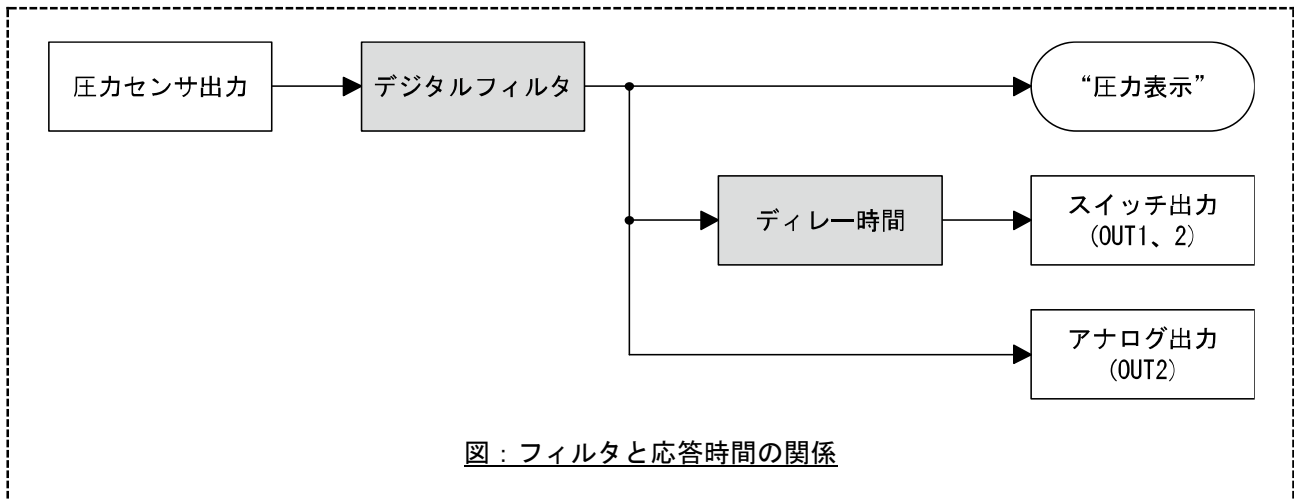 圧力センサ出力
デジタルフィルタ
“圧力表示”
ディレー時間
スイッチ出力
(OUT1、2)
アナログ出力
(OUT2)
図：フィルタと応答時間の関係